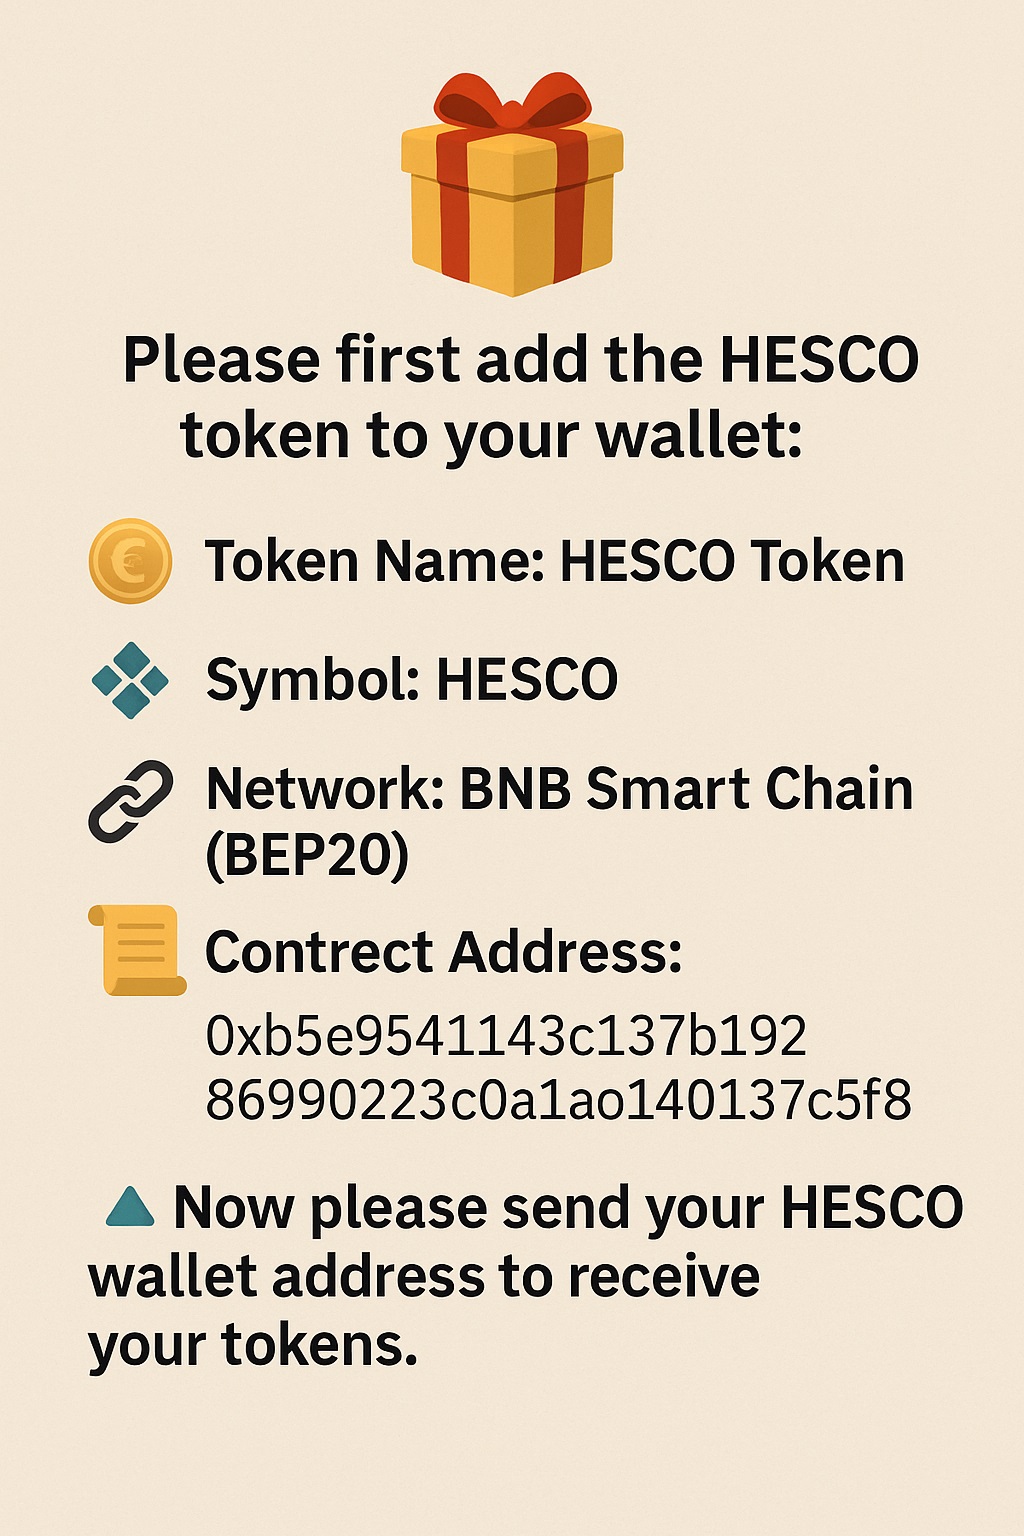 Please first add the HESCO
token to your wallet:
Token Name: HESCO Token
Symbol: HESCO
Network: BNB Smart Chain
(BEP20)
Contrect Address:
0xb5e9541143c137b192
86990223c0a1ao140137c5f8
Now please send your HESCO
wallet address to receive
your tokens.